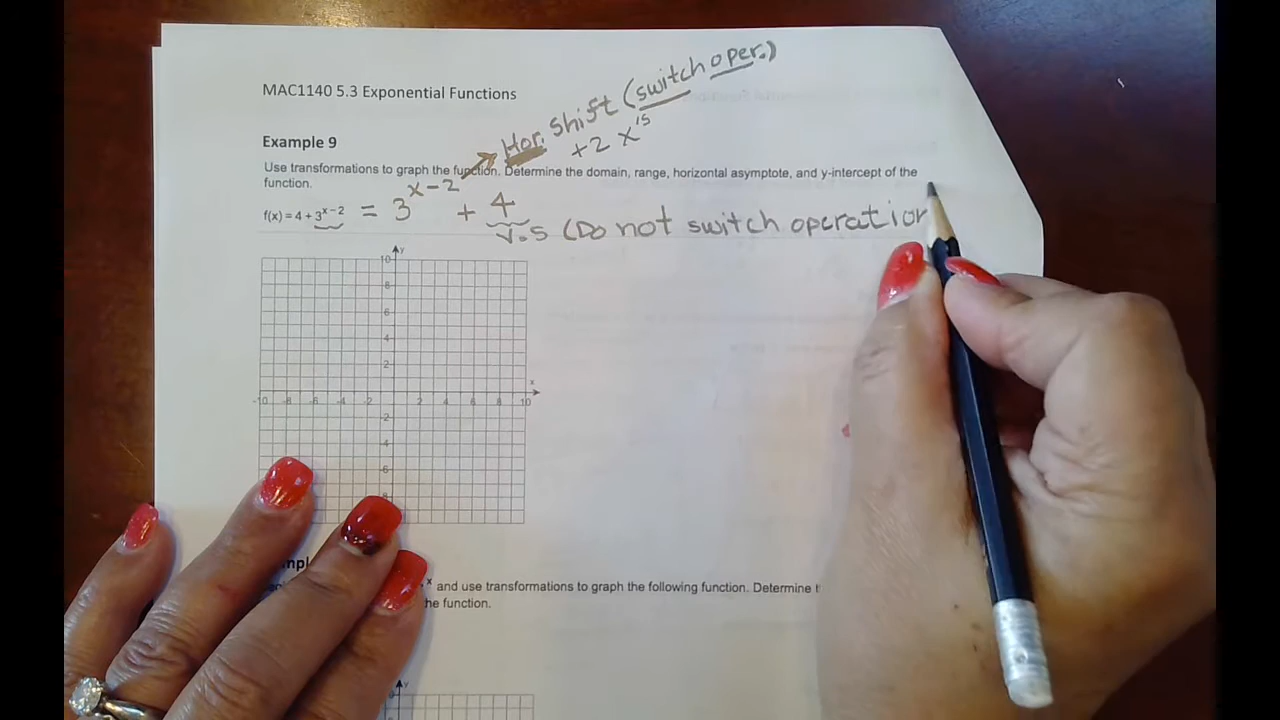 MAC1140 5.3 Exponential Functions
Hor. Shift (switch oper.)
+2 x's
Example 9
Use transformations to graph the function. Determine the domain, range, horizontal asymptote, and y-intercept of the
function.
f(x) = 4 + 3^x−2 = 3^x−2 + 4
V.S (Do not switch operation
y
10
8
6
4
2
x
-10 -8 -6 -4 -2 2 4 6 8 10
-2
-4
-6
and use transformations to graph the following function. Determine
the function.
y